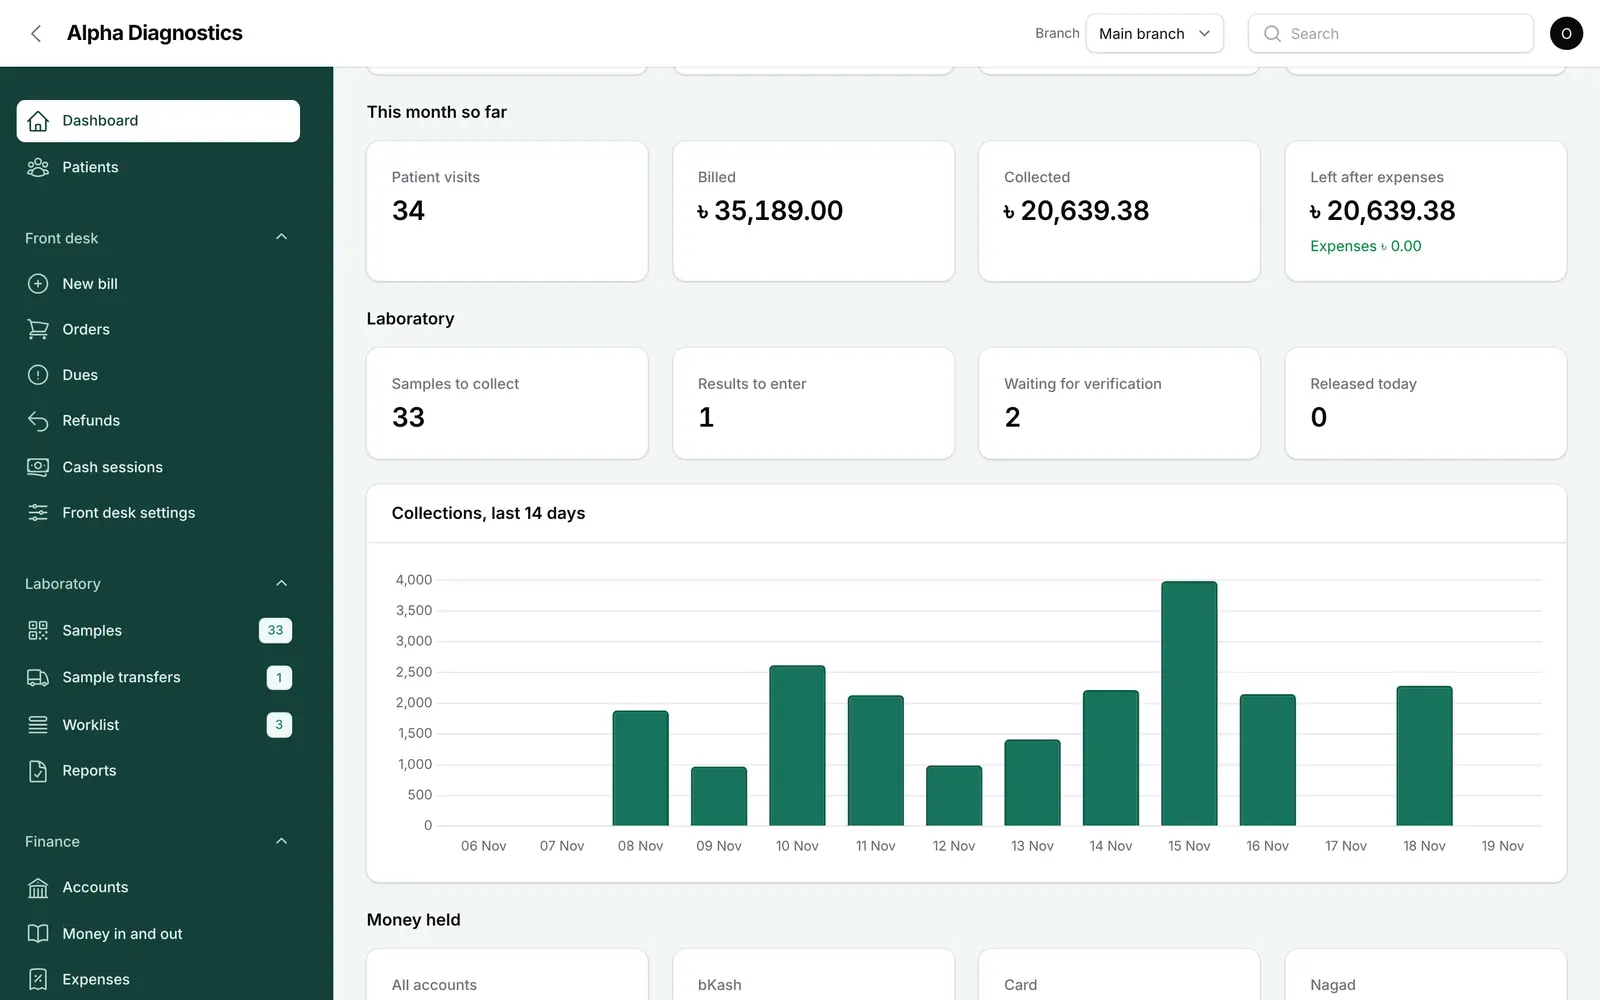 Alpha Diagnostics
Branch
Main branch
Search
O
Dashboard
Patients
Front desk
New bill
Orders
Dues
Refunds
Cash sessions
Front desk settings
Laboratory
Samples 33
Sample transfers 1
Worklist 3
Reports
Finance
Accounts
Money in and out
Expenses
This month so far
Patient visits
34
Billed
৳ 35,189.00
Collected
৳ 20,639.38
Left after expenses
৳ 20,639.38
Expenses ৳ 0.00
Laboratory
Samples to collect
33
Results to enter
1
Waiting for verification
2
Released today
0
Collections, last 14 days
4,000
3,500
3,000
2,500
2,000
1,500
1,000
500
0
06 Nov 07 Nov 08 Nov 09 Nov 10 Nov 11 Nov 12 Nov 13 Nov 14 Nov 15 Nov 16 Nov 17 Nov 18 Nov 19 Nov
Money held
All accounts
bKash
Card
Nagad